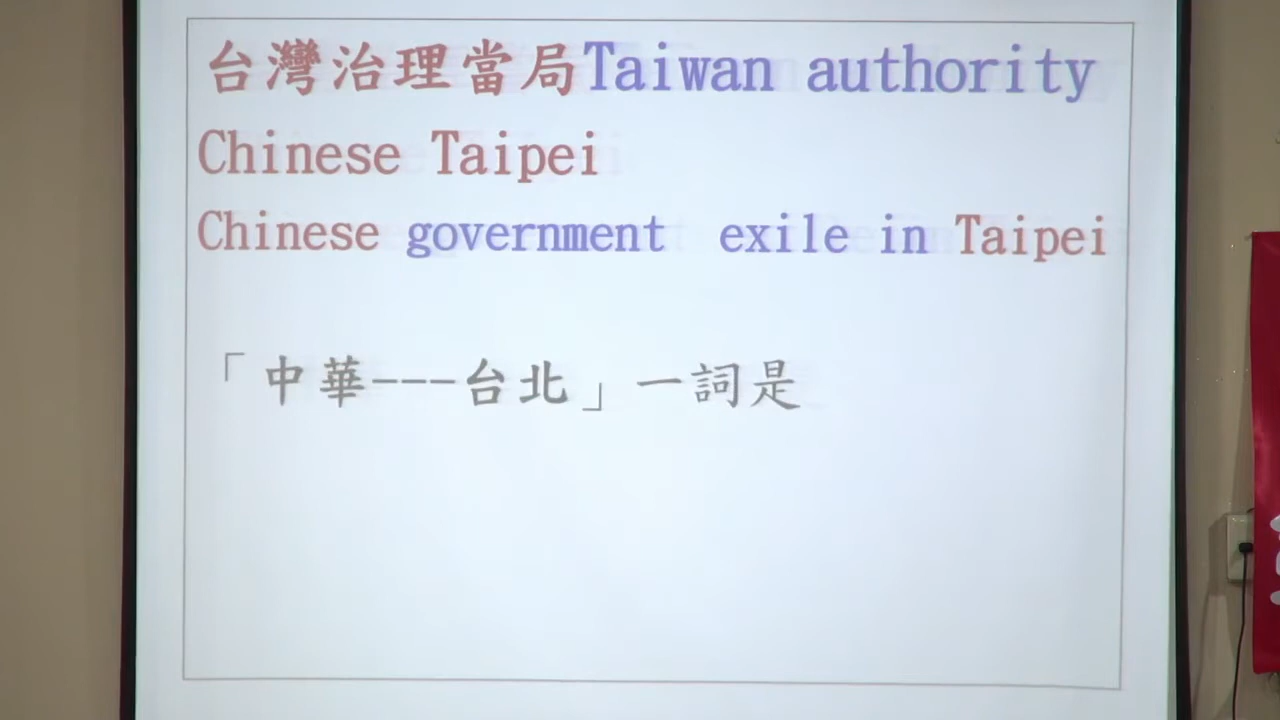 台灣治理當局Taiwan authority
Chinese Taipei
Chinese government exile in Taipei
「中華---台北」一詞是